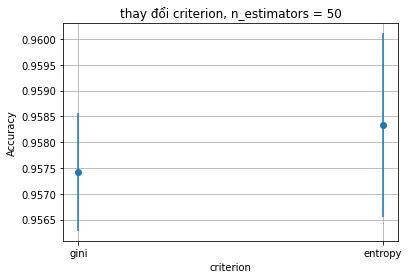 thay đổi criterion, n_estimators = 50
0.9600
0.9595
0.9590
0.9585
0.9580
0.9575
0.9570
0.9565
Accuracy
gini
entropy
criterion